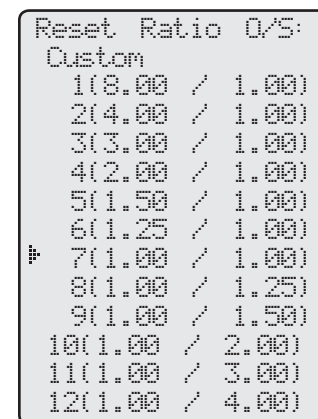 Reset Ratio O/S:
Custom
1(8.00 / 1.00)
2(4.00 / 1.00)
3(3.00 / 1.00)
4(2.00 / 1.00)
5(1.50 / 1.00)
6(1.25 / 1.00)
7(1.00 / 1.00)
8(1.00 / 1.25)
9(1.00 / 1.50)
10(1.00 / 2.00)
11(1.00 / 3.00)
12(1.00 / 4.00)